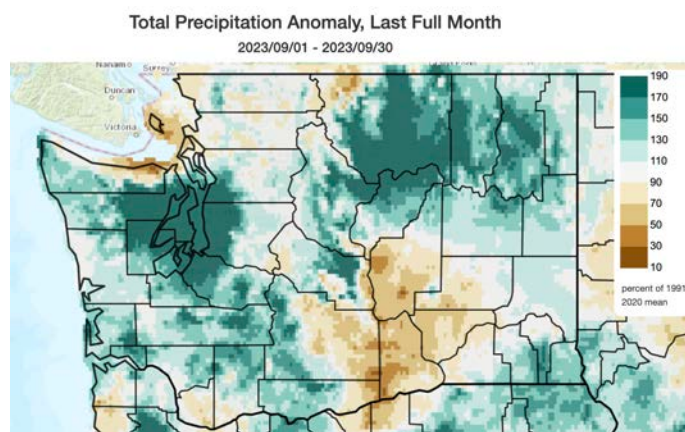 Total Precipitation Anomaly, Last Full Month
2023/09/01 - 2023/09/30
Nanaimo
Surrey
Duncan
Victoria
190
170
150
130
110
90
70
50
30
10
percent of 1991
2020 mean